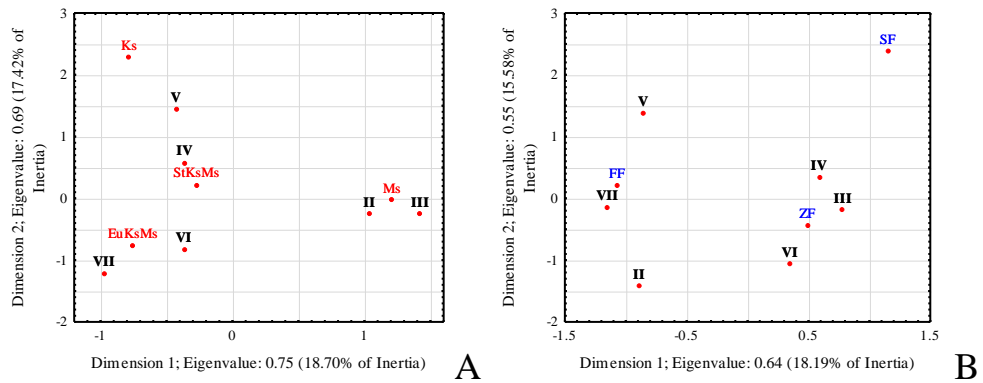 3
2
1
0
-1
-2
Dimension 2; Eigenvalue: 0.69 (17.42% of
Inertia)
Ks
V
IV
StKsMs
Ms
II
III
EuKsMs
VI
VII
-1
0
1
Dimension 1; Eigenvalue: 0.75 (18.70% of Inertia)
A
3
2
1
0
-1
-2
Dimension 2; Eigenvalue: 0.55 (15.58% of
Inertia)
SF
V
FF
IV
VII
III
ZF
VI
II
-1.5
-0.5
0.5
1.5
Dimension 1; Eigenvalue: 0.64 (18.19% of Inertia)
B